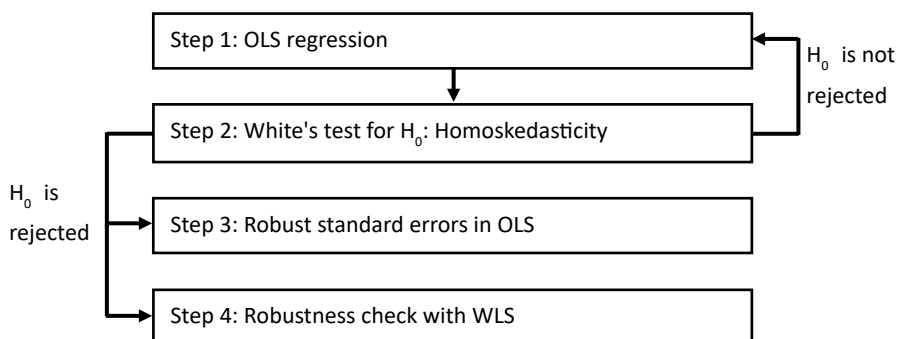 Step 1: OLS regression
H₀ is not
rejected
Step 2: White's test for H₀: Homoskedasticity
H₀ is
rejected
Step 3: Robust standard errors in OLS
Step 4: Robustness check with WLS